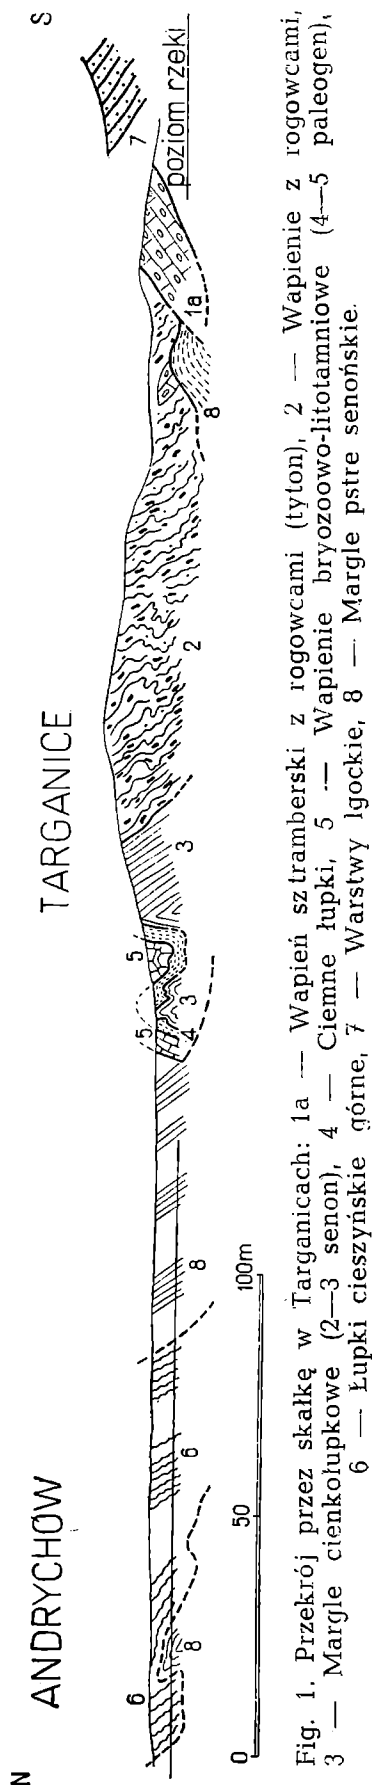 N
S
ANDRYCHÓW
TARGANICE
6
8
6
8
5
4
3
5
3
2
8
1a
7
poziom rzeki
0
50
100m
Fig. 1. Przekrój przez skałkę w Targanicach: 1a — Wapień sztramberski z rogowcami (tyton), 2 — Wapienie z rogowcami,
3 — Margle cienkołupkowe (2—3 senon), 4 — Ciemne łupki, 5 — Wapienie bryozoowo-litotamniowe (4—5 paleogen),
6 — Łupki cieszyńskie górne, 7 — Warstwy lgockie, 8 — Margle pstre senońskie.